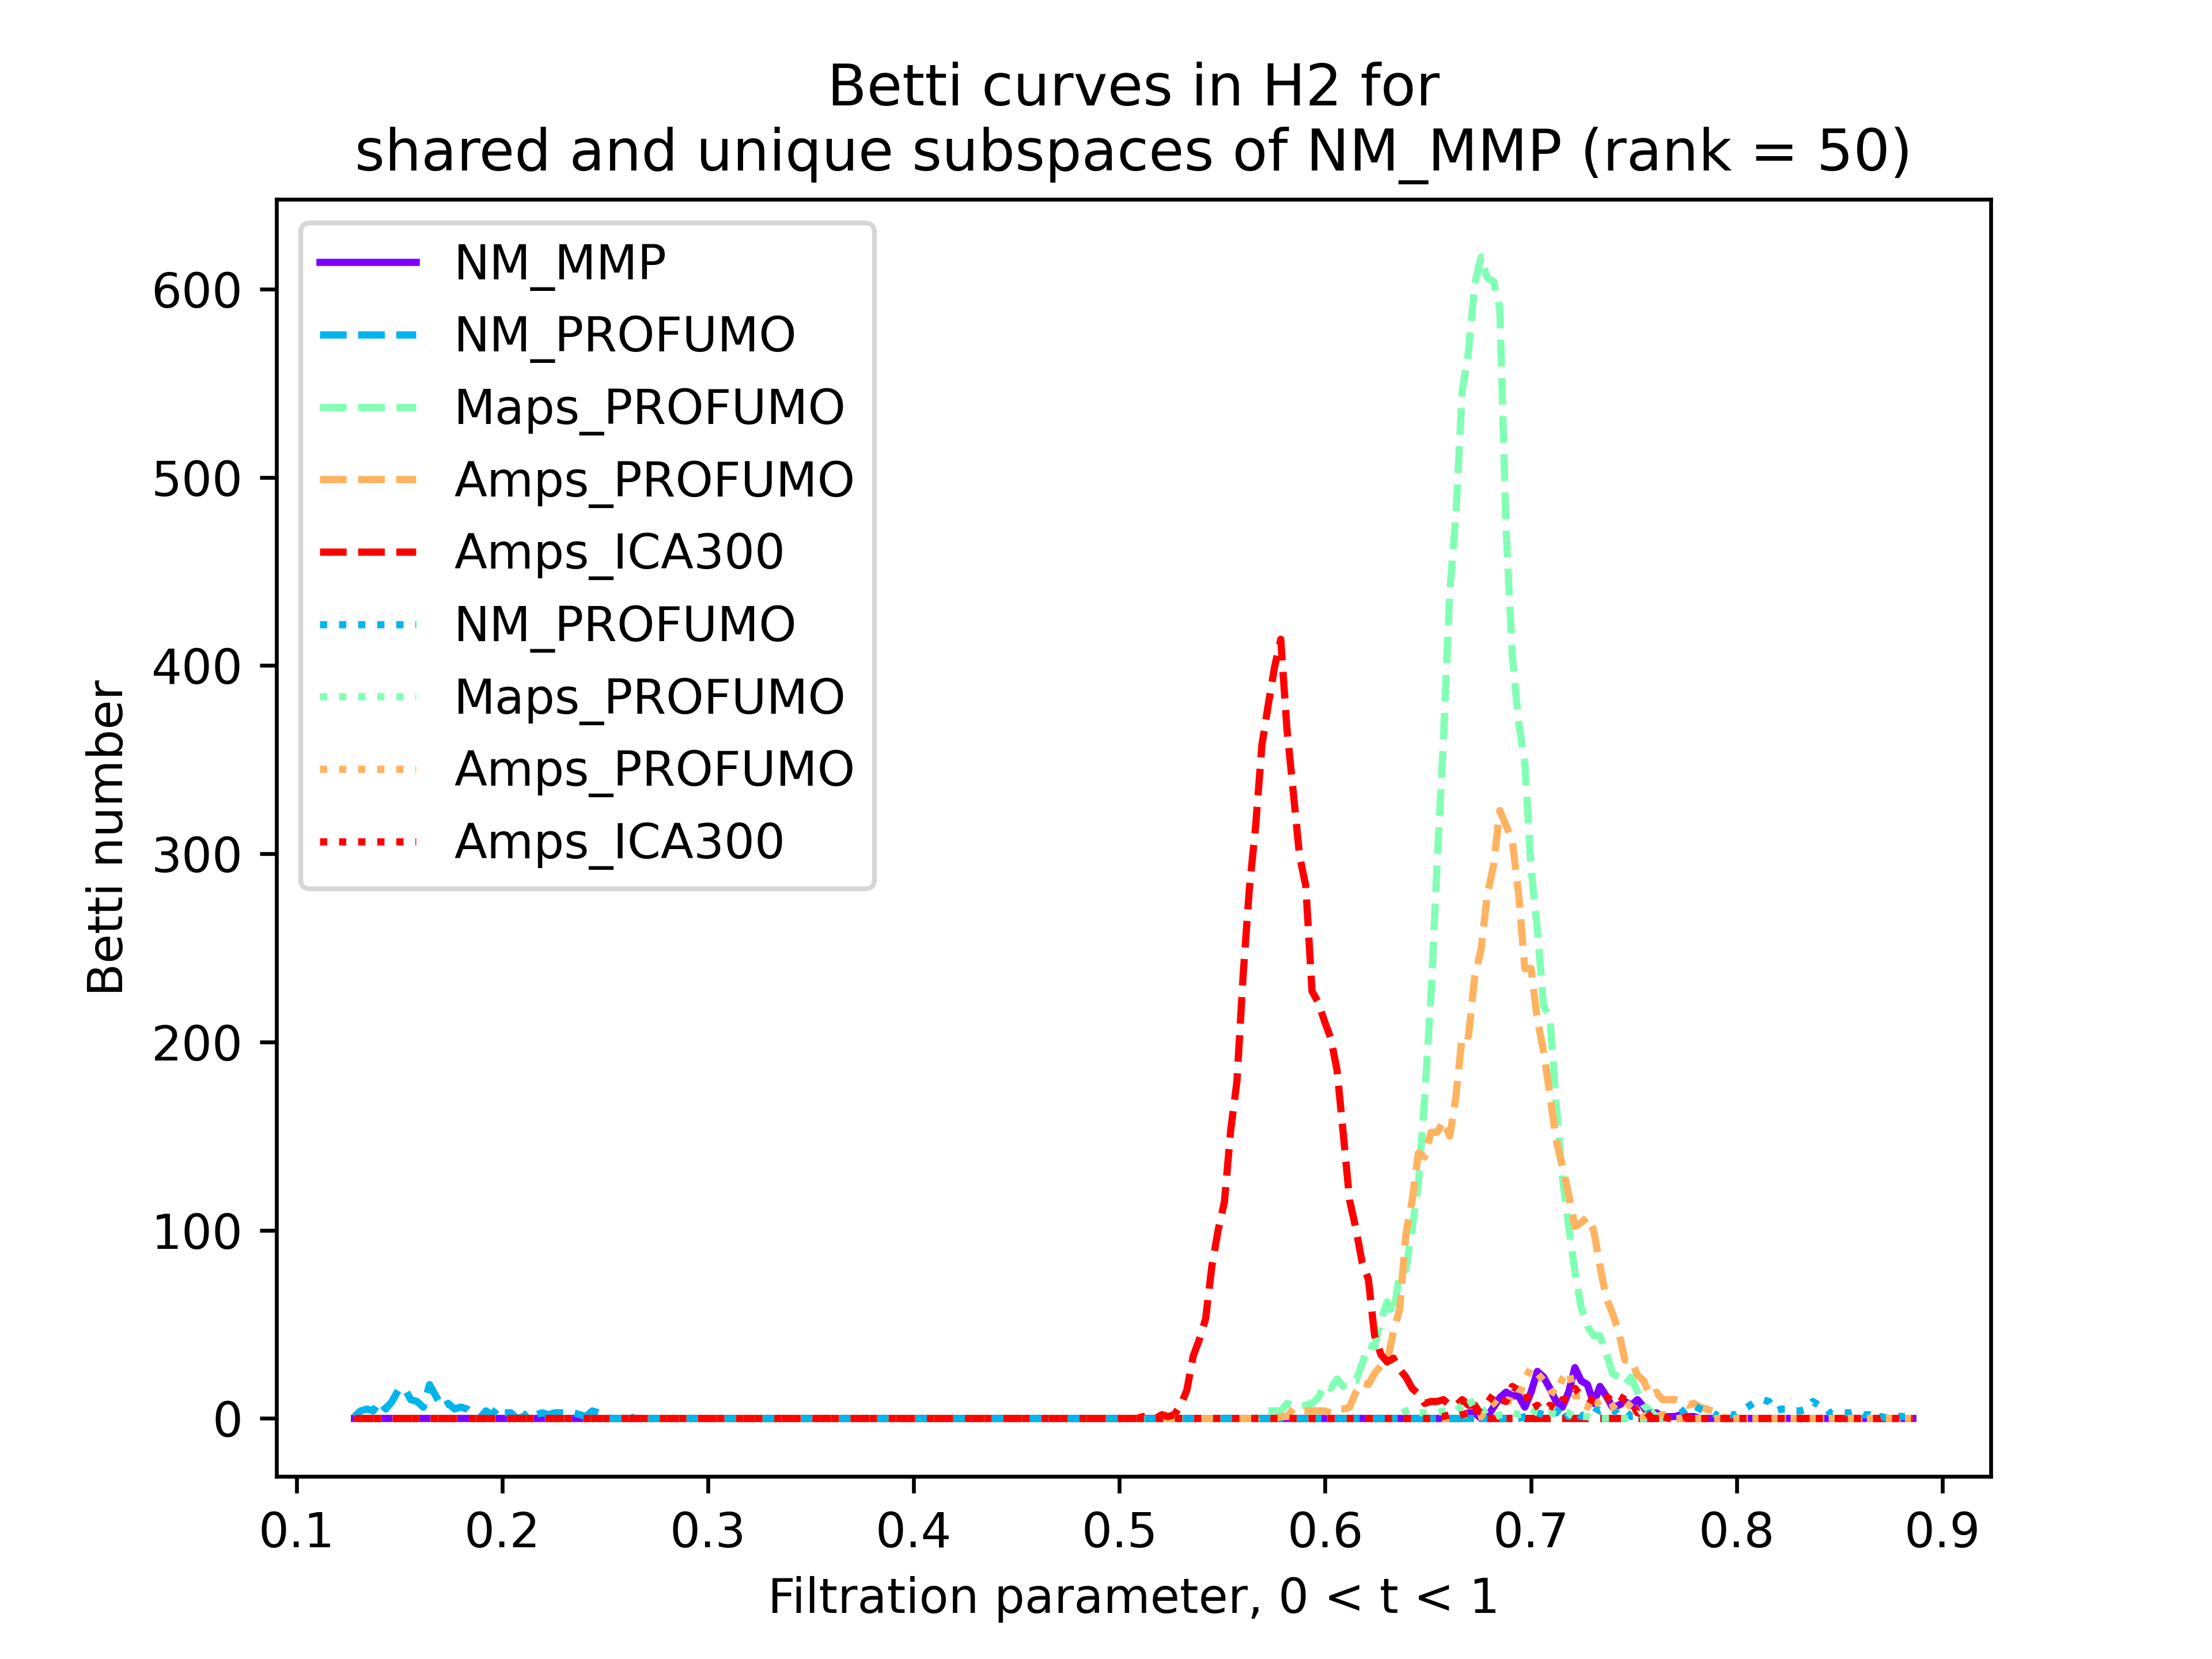 Betti curves in H2 for
shared and unique subspaces of NM_MMP (rank = 50)
NM_MMP
NM_PROFUMO
Maps_PROFUMO
Amps_PROFUMO
Amps_ICA300
NM_PROFUMO
Maps_PROFUMO
Amps_PROFUMO
Amps_ICA300
Betti number
600
500
400
300
200
100
0
0.1 0.2 0.3 0.4 0.5 0.6 0.7 0.8 0.9
Filtration parameter, 0 < t < 1